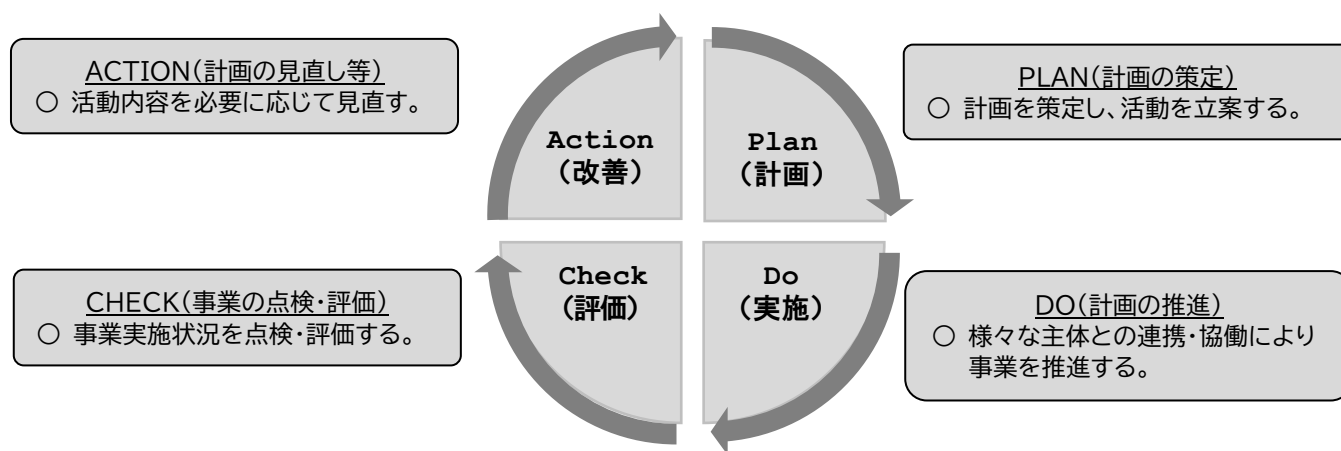 ACTION(計画の見直し等)
○ 活動内容を必要に応じて見直す。
PLAN(計画の策定)
○ 計画を策定し、活動を立案する。
Action
(改善)
Plan
(計画)
Check
(評価)
Do
(実施)
CHECK(事業の点検・評価)
○ 事業実施状況を点検・評価する。
DO(計画の推進)
○ 様々な主体との連携・協働により
事業を推進する。